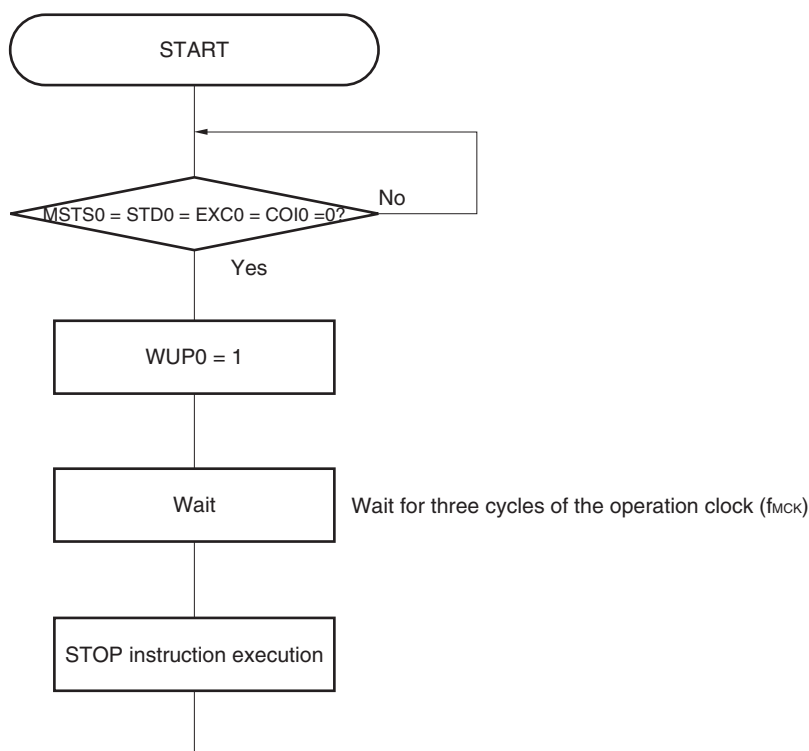 START
MSTS0 = STD0 = EXC0 = COI0 =0?
No
Yes
WUP0 = 1
Wait
Wait for three cycles of the operation clock (fMCK)
STOP instruction execution